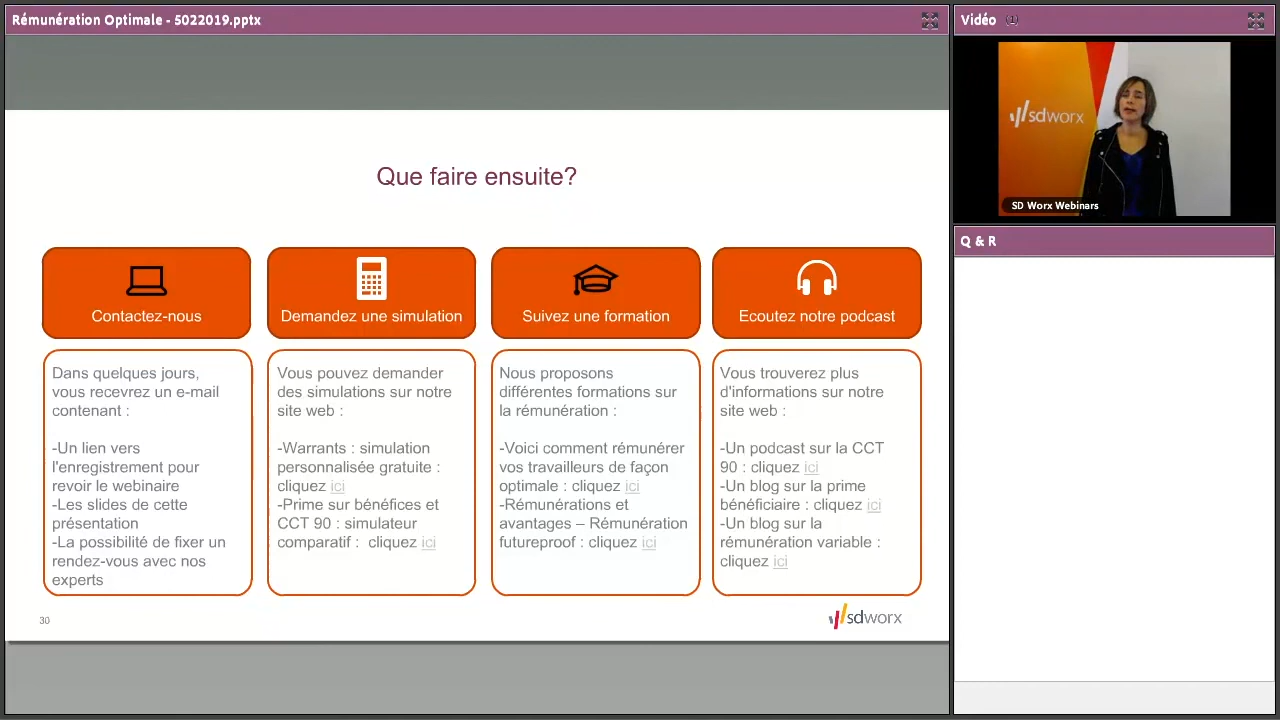 Rémunération Optimale - 5022019.pptx
Vidéo (1)
sdworx
SD Worx Webinars
Q & R
Que faire ensuite?
Contactez-nous
Dans quelques jours,
vous recevrez un e-mail
contenant :
-Un lien vers
l'enregistrement pour
revoir le webinaire
-Les slides de cette
présentation
-La possibilité de fixer un
rendez-vous avec nos
experts
Demandez une simulation
Vous pouvez demander
des simulations sur notre
site web :
-Warrants : simulation
personnalisée gratuite :
cliquez ici
-Prime sur bénéfices et
CCT 90 : simulateur
comparatif :  cliquez ici
Suivez une formation
Nous proposons
différentes formations sur
la rémunération :
-Voici comment rémunérer
vos travailleurs de façon
optimale : cliquez ici
-Rémunérations et
avantages – Rémunération
futureproof : cliquez ici
Ecoutez notre podcast
Vous trouverez plus
d'informations sur notre
site web :
-Un podcast sur la CCT
90 : cliquez ici
-Un blog sur la prime
bénéficiaire : cliquez ici
-Un blog sur la
rémunération variable :
cliquez ici
30
sdworx